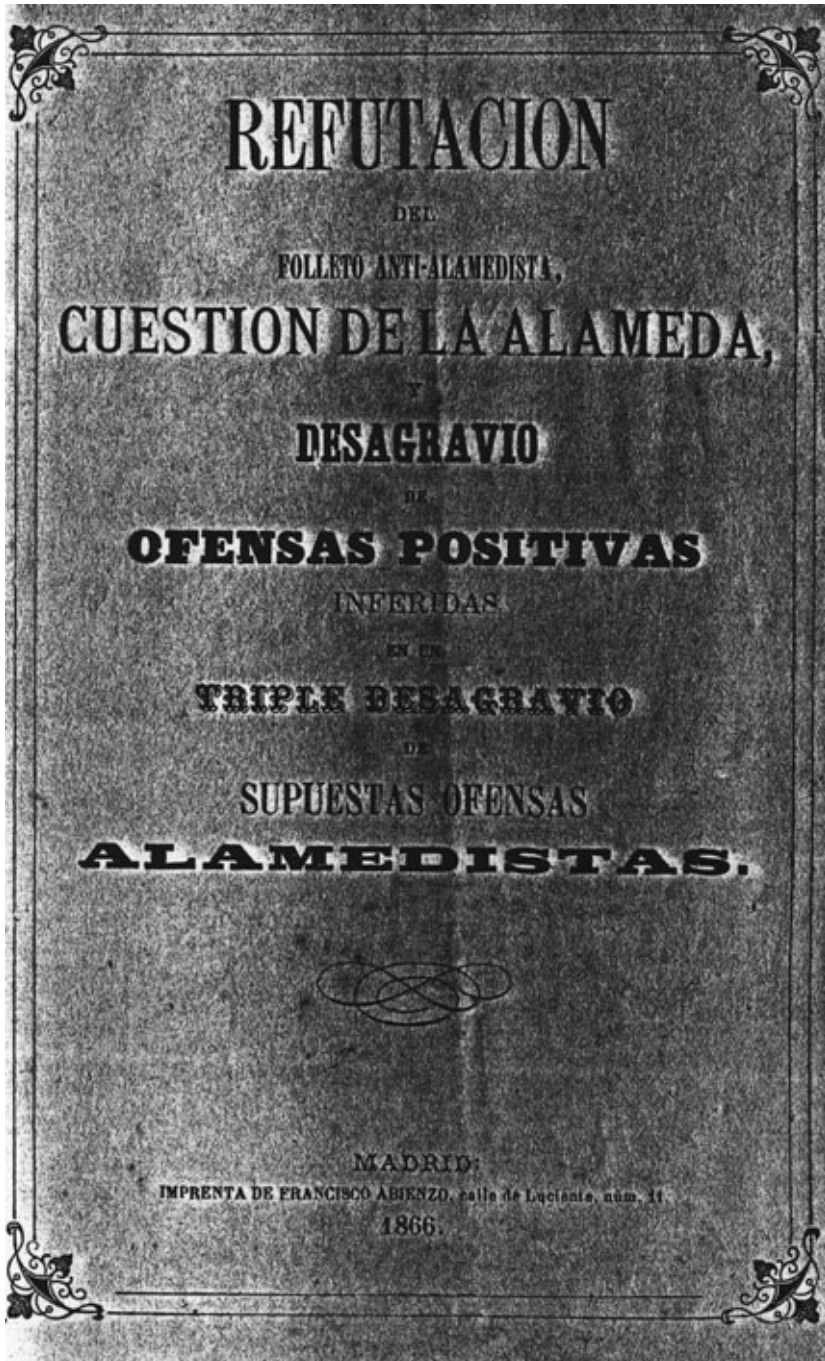 REFUTACION
DEL
FOLLETO ANTI-ALAMEDISTA,
CUESTION DE LA ALAMEDA,
Y
DESAGRAVIO
DE
OFENSAS POSITIVAS
INFERIDAS
EN UN
TRIPLE DESAGRAVIO
DE
SUPUESTAS OFENSAS
ALAMEDISTAS.
MADRID:
IMPRENTA DE FRANCISCO ABIENZO, calle de Luciente, núm. 11.
1866.